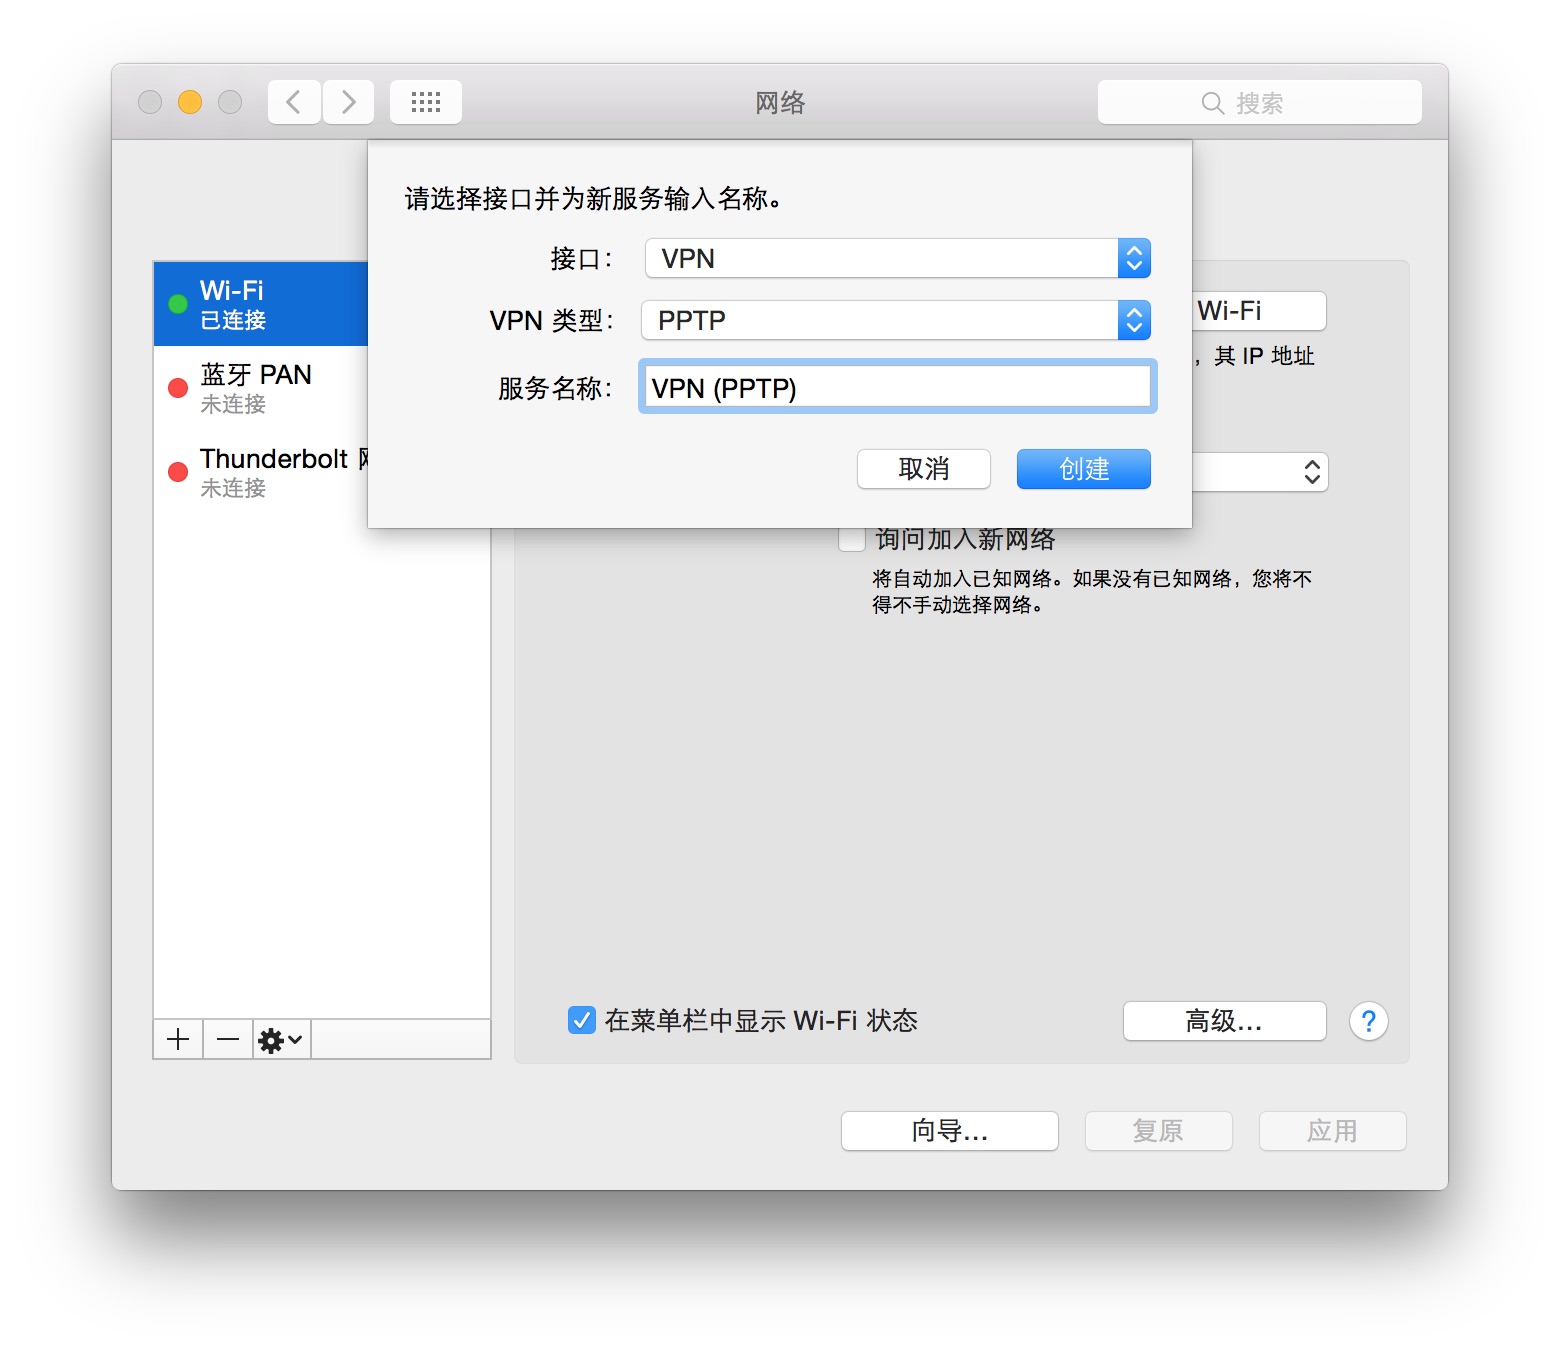 网络
搜索
请选择接口并为新服务输入名称。
接口：
VPN
VPN 类型：
PPTP
服务名称：
VPN (PPTP)
取消
创建
Wi-Fi
已连接
蓝牙 PAN
未连接
Thunderbolt
未连接
Wi-Fi
，其 IP 地址
询问加入新网络
将自动加入已知网络。如果没有已知网络，您将不
得不手动选择网络。
在菜单栏中显示 Wi-Fi 状态
高级...
?
向导...
复原
应用